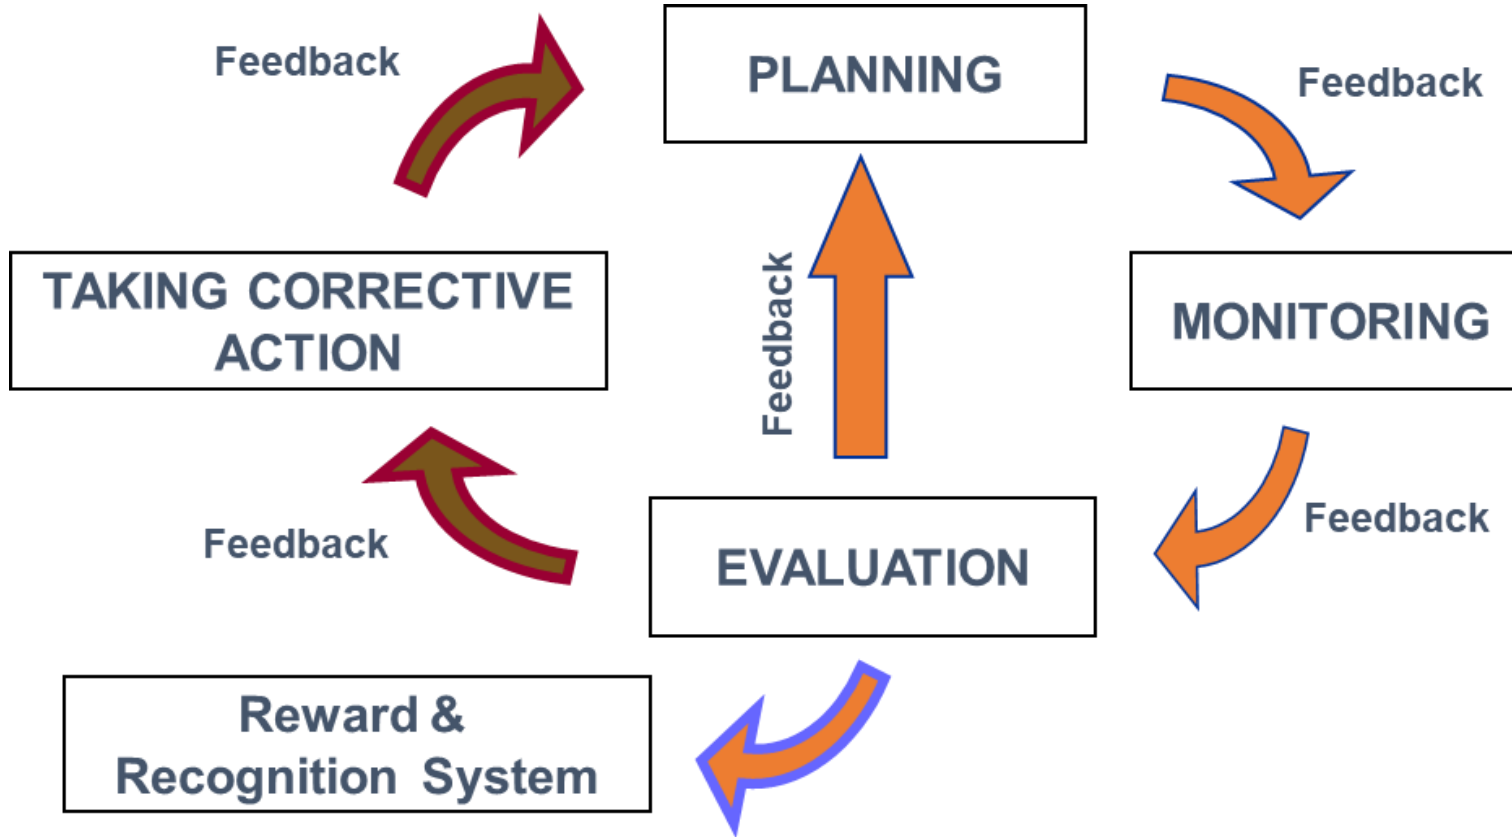 Feedback
PLANNING
Feedback
TAKING CORRECTIVE
ACTION
Feedback
MONITORING
Feedback
EVALUATION
Feedback
Reward &
Recognition System